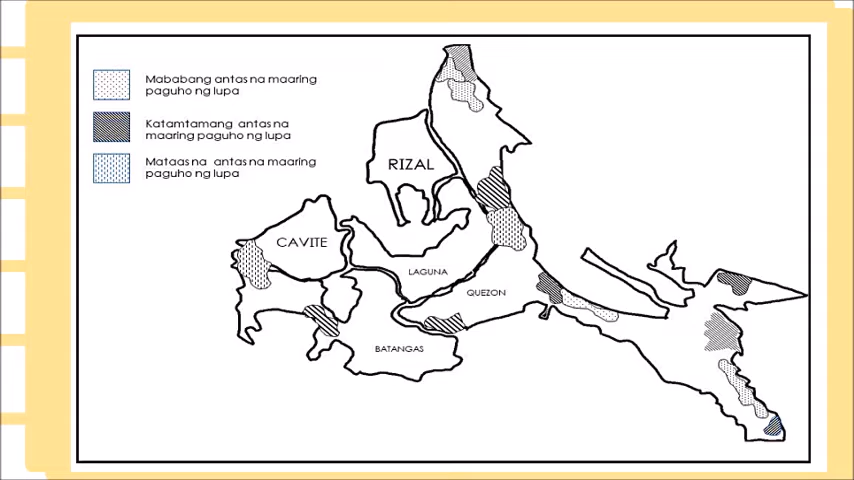 Mababang antas na maaring
paguho ng lupa
Katamtamang antas na
maaring paguho ng lupa
Mataas na antas na maaring
paguho ng lupa
RIZAL
CAVITE
LAGUNA
QUEZON
BATANGAS